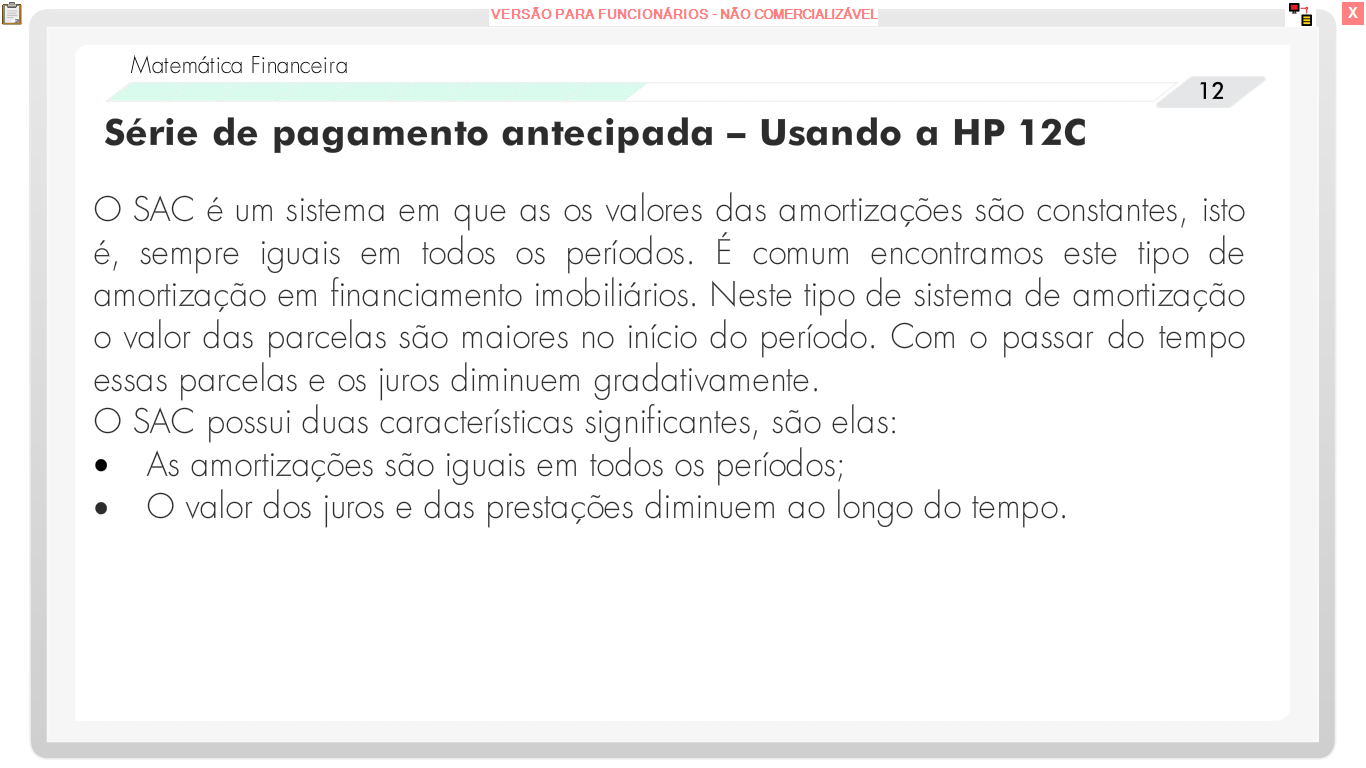 VERSÃO PARA FUNCIONÁRIOS - NÃO COMERCIALIZÁVEL
X
Matemática Financeira
12
Série de pagamento antecipada – Usando a HP 12C
O SAC é um sistema em que as os valores das amortizações são constantes, isto
é, sempre iguais em todos os períodos. É comum encontramos este tipo de
amortização em financiamento imobiliários. Neste tipo de sistema de amortização
o valor das parcelas são maiores no início do período. Com o passar do tempo
essas parcelas e os juros diminuem gradativamente.
O SAC possui duas características significantes, são elas:
• As amortizações são iguais em todos os períodos;
• O valor dos juros e das prestações diminuem ao longo do tempo.